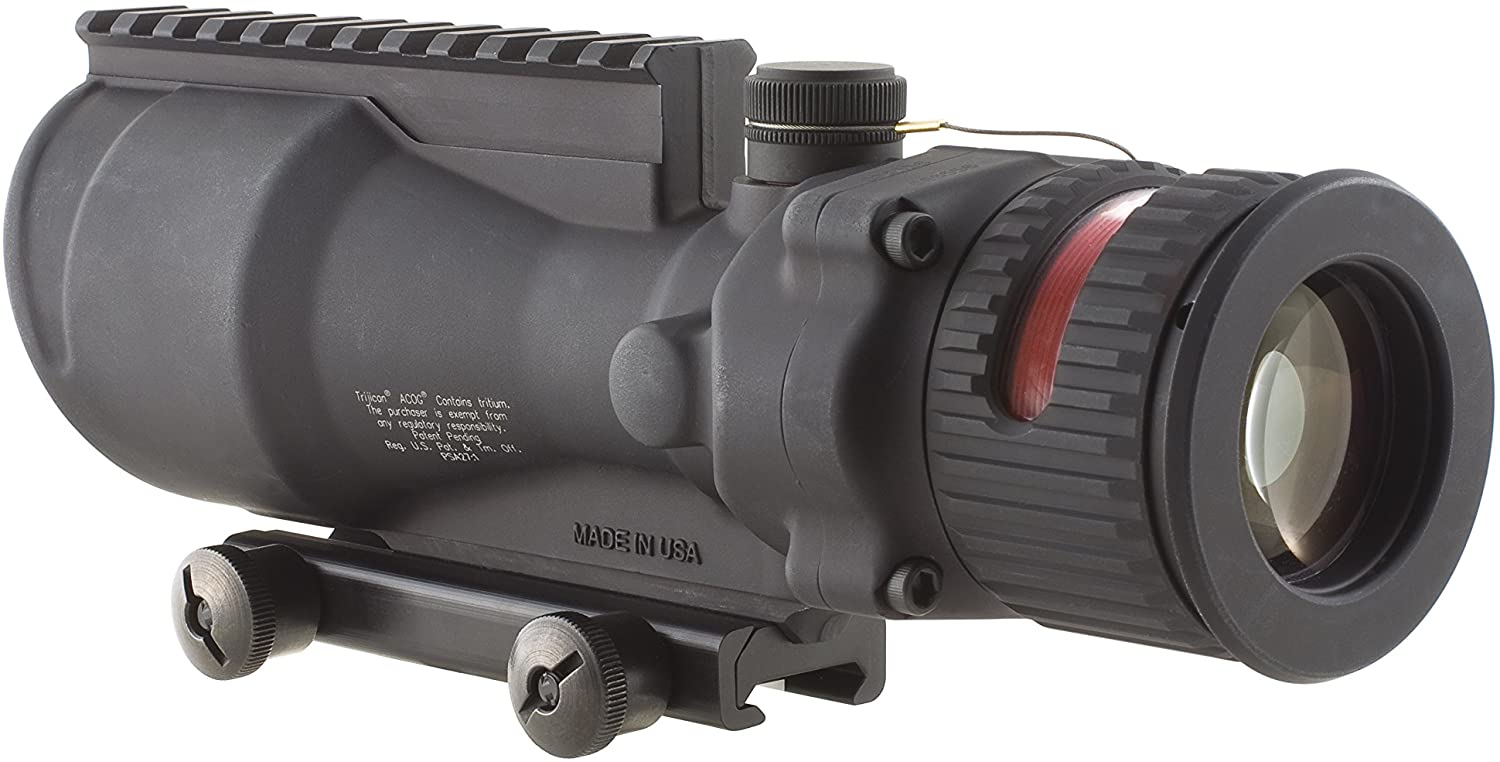 Trijicon® ACOG® Contains tritium.
The purchaser is exempt from
any regulatory responsibility.
Patent Pending
Reg. U.S. Pat. & Tm. Off.
PSA27-1
MADE IN USA